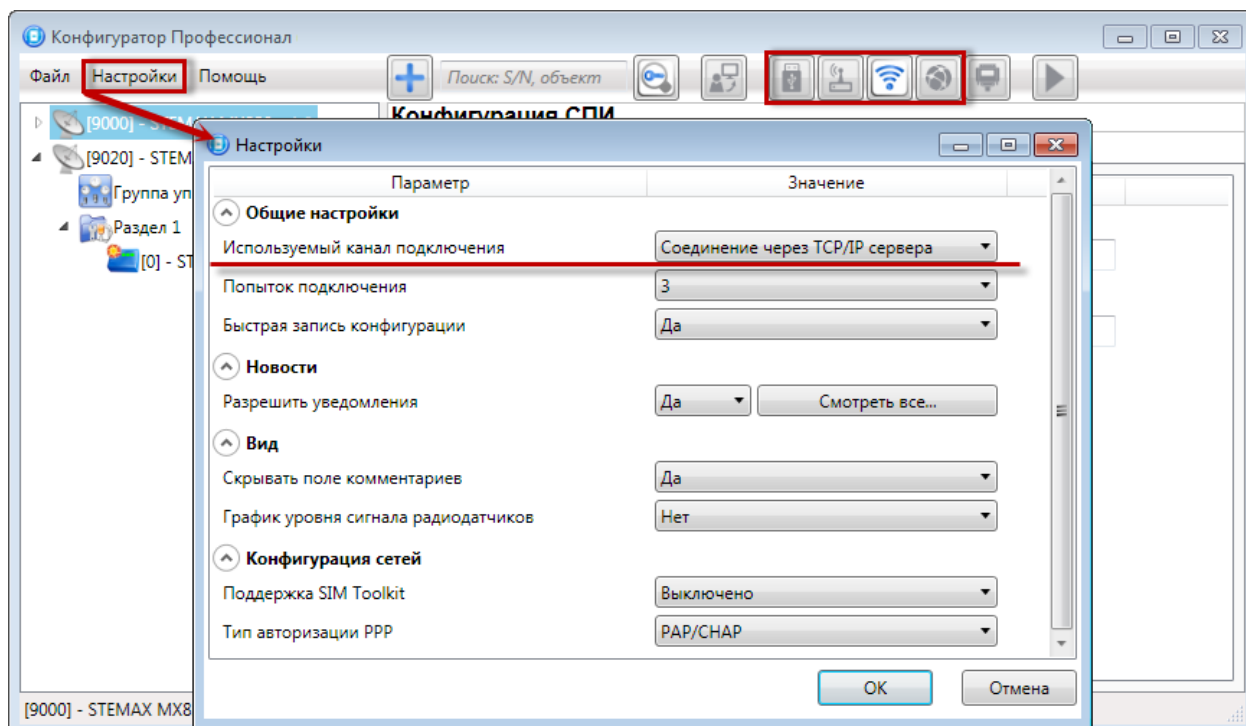 Конфигуратор Профессионал
Файл Настройки Помощь Поиск: S/N, объект
[9000] - STEMAX
Конфигурация СПИ
[9020] - STEM
Группа уп
Раздел 1
[0] - ST
Настройки
Параметр Значение
Общие настройки
Используемый канал подключения Соединение через TCP/IP сервера
Попыток подключения 3
Быстрая запись конфигурации Да
Новости
Разрешить уведомления Да Смотреть все...
Вид
Скрывать поле комментариев Да
График уровня сигнала радиодатчиков Нет
Конфигурация сетей
Поддержка SIM Toolkit Выключено
Тип авторизации PPP PAP/CHAP
OK Отмена
[9000] - STEMAX MX8